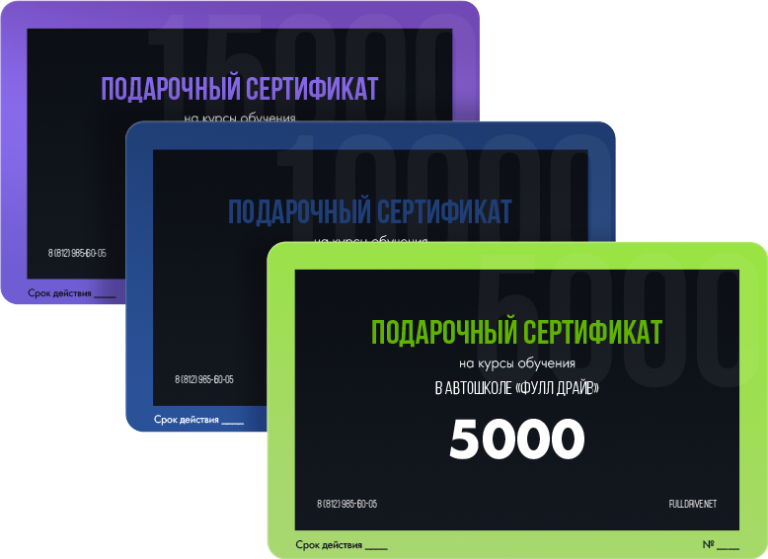 15000
ПОДАРОЧНЫЙ СЕРТИФИКАТ
на курсы обучения
8 (812) 985-60-05
Срок действия ____
10000
ПОДАРОЧНЫЙ СЕРТИФИКАТ
на курсы обучения
8 (812) 985-60-05
Срок действия ____
5000
ПОДАРОЧНЫЙ СЕРТИФИКАТ
на курсы обучения
В АВТОШКОЛЕ «ФУЛЛ ДРАЙВ»
5000
8 (812) 985-60-05 FULLDRIVE.NET
Срок действия ____ № ____